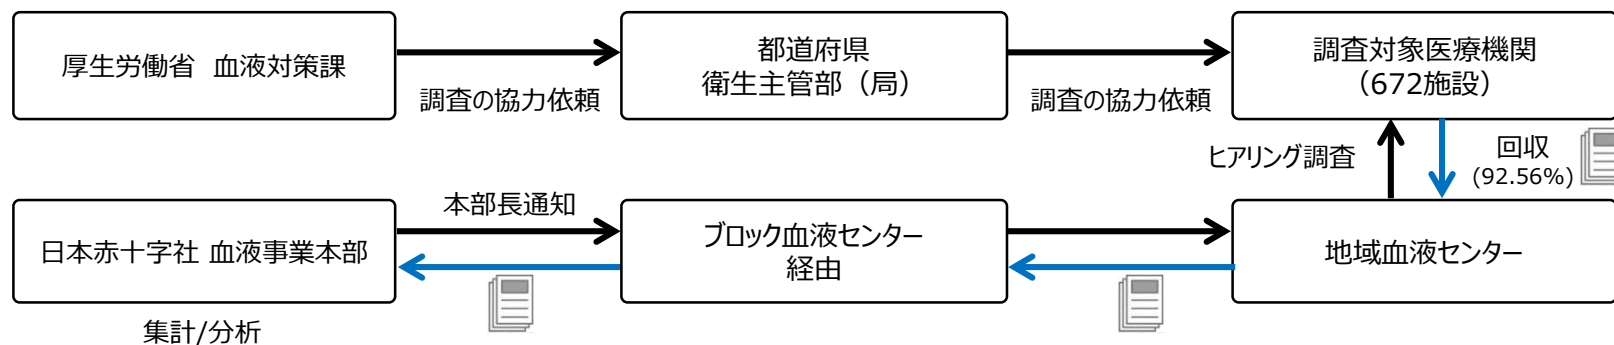 厚生労働省 血液対策課
調査の協力依頼
都道府県
衛生主管部（局）
調査の協力依頼
調査対象医療機関
（672施設）
ヒアリング調査
回収
(92.56%)
日本赤十字社 血液事業本部
集計/分析
本部長通知
ブロック血液センター
経由
地域血液センター